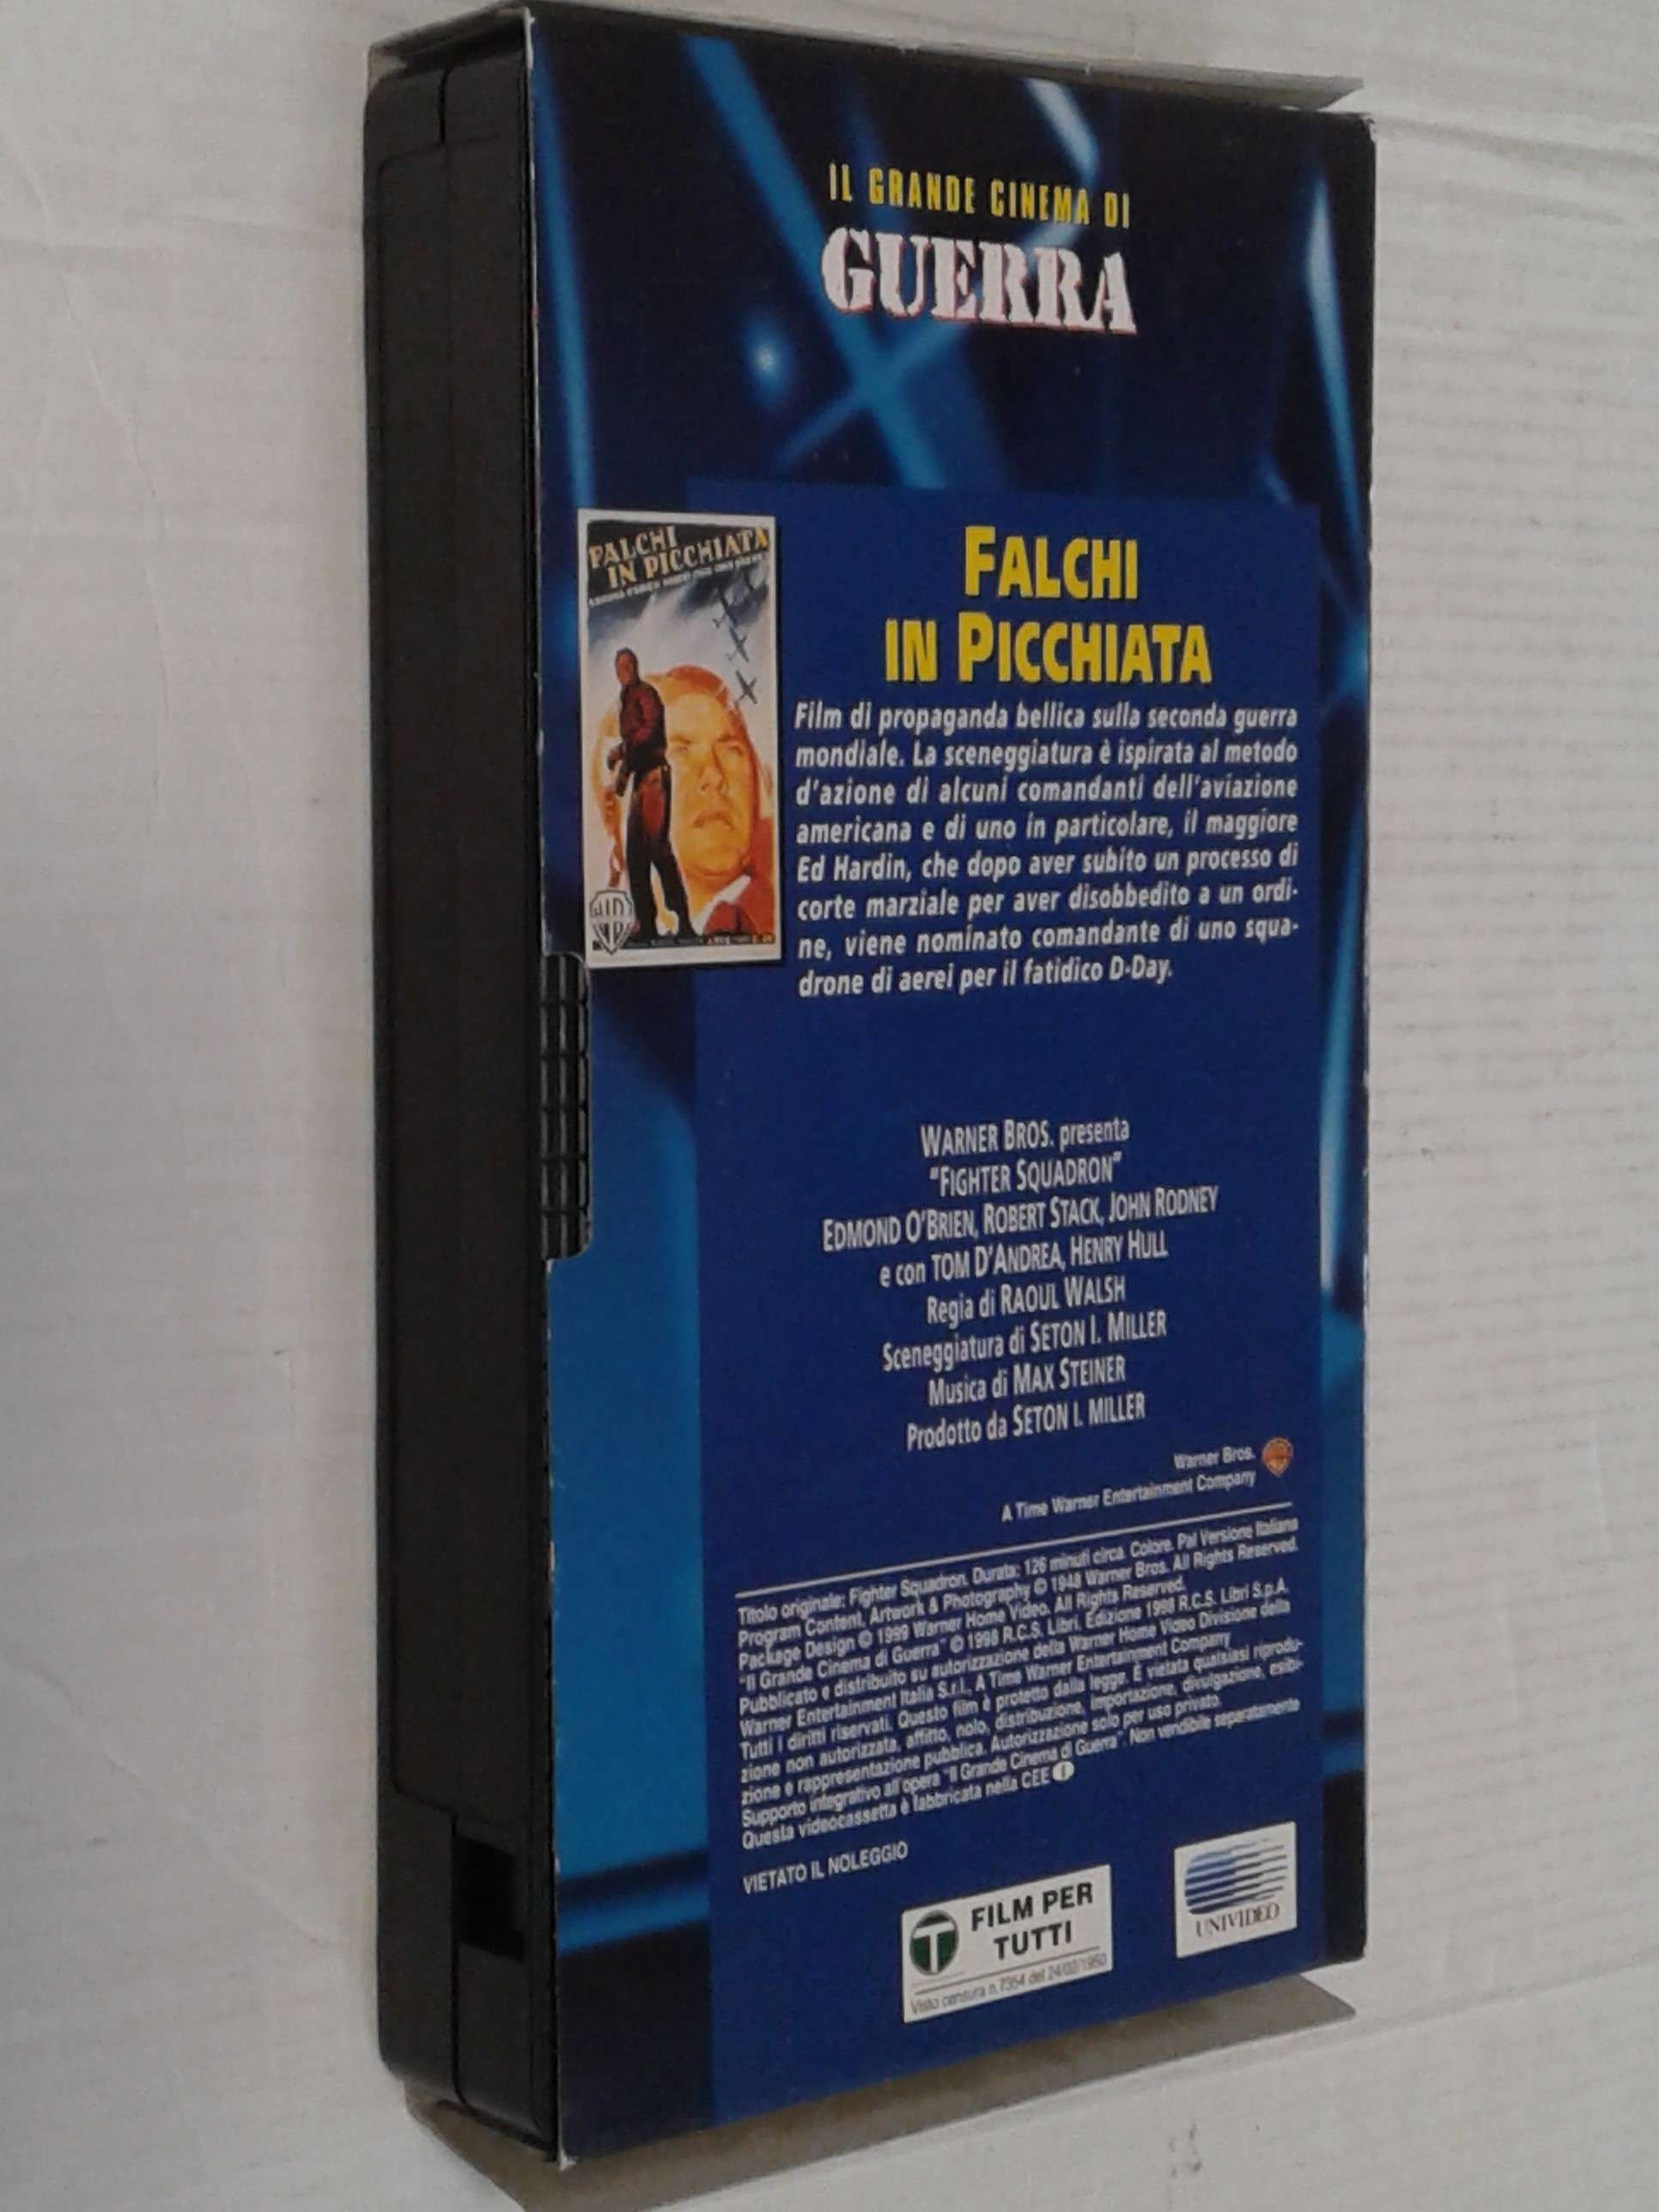 IL GRANDE CINEMA DI
GUERRA
FALCHI
IN PICCHIATA
FALCHI
IN PICCHIATA
Film di propaganda bellica sulla seconda guerra
mondiale. La sceneggiatura è ispirata al metodo
d'azione di alcuni comandanti dell'aviazione
americana e di uno in particolare, il maggiore
Ed Hardin, che dopo aver subito un processo di
corte marziale per aver disobbedito a un ordi-
ne, viene nominato comandante di uno squa-
drone di aerei per il fatidico D-Day.
WARNER BROS. presenta
"FIGHTER SQUADRON"
EDMOND O'BRIEN, ROBERT STACK, JOHN RODNEY
e con TOM D'ANDREA, HENRY HULL
Regia di RAOUL WALSH
Sceneggiatura di SETON I. MILLER
Musica di MAX STEINER
Prodotto da SETON I. MILLER
Warner Bros.
A Time Warner Entertainment Company
Titolo originale: Fighter Squadron. Durata: 126 minuti circa. Colore. Pal Versione Italiana
Program Content, Artwork & Photography © 1948 Warner Bros. All Rights Reserved.
Package Design © 1999 Warner Home Video. All Rights Reserved.
"Il Grande Cinema di Guerra" © 1998 R.C.S. Libri. Edizione 1998 R.C.S. Libri S.p.A.
Pubblicato e distribuito su autorizzazione della Warner Home Video Divisione della
Warner Entertainment Italia S.r.l., A Time Warner Entertainment Company
Tutti i diritti riservati. Questo film è protetto dalla legge. È vietata qualsiasi riprodu-
zione non autorizzata, affitto, nolo, distribuzione, importazione, divulgazione, esibi-
zione e rappresentazione pubblica. Autorizzazione solo per uso privato.
Supporto integrativo all'opera "Il Grande Cinema di Guerra". Non vendibile separatamente
Questa videocassetta è fabbricata nella CEE
VIETATO IL NOLEGGIO
T FILM PER
TUTTI
Visto censura n. 7364 del 24/02/1950
UNIVIDEO